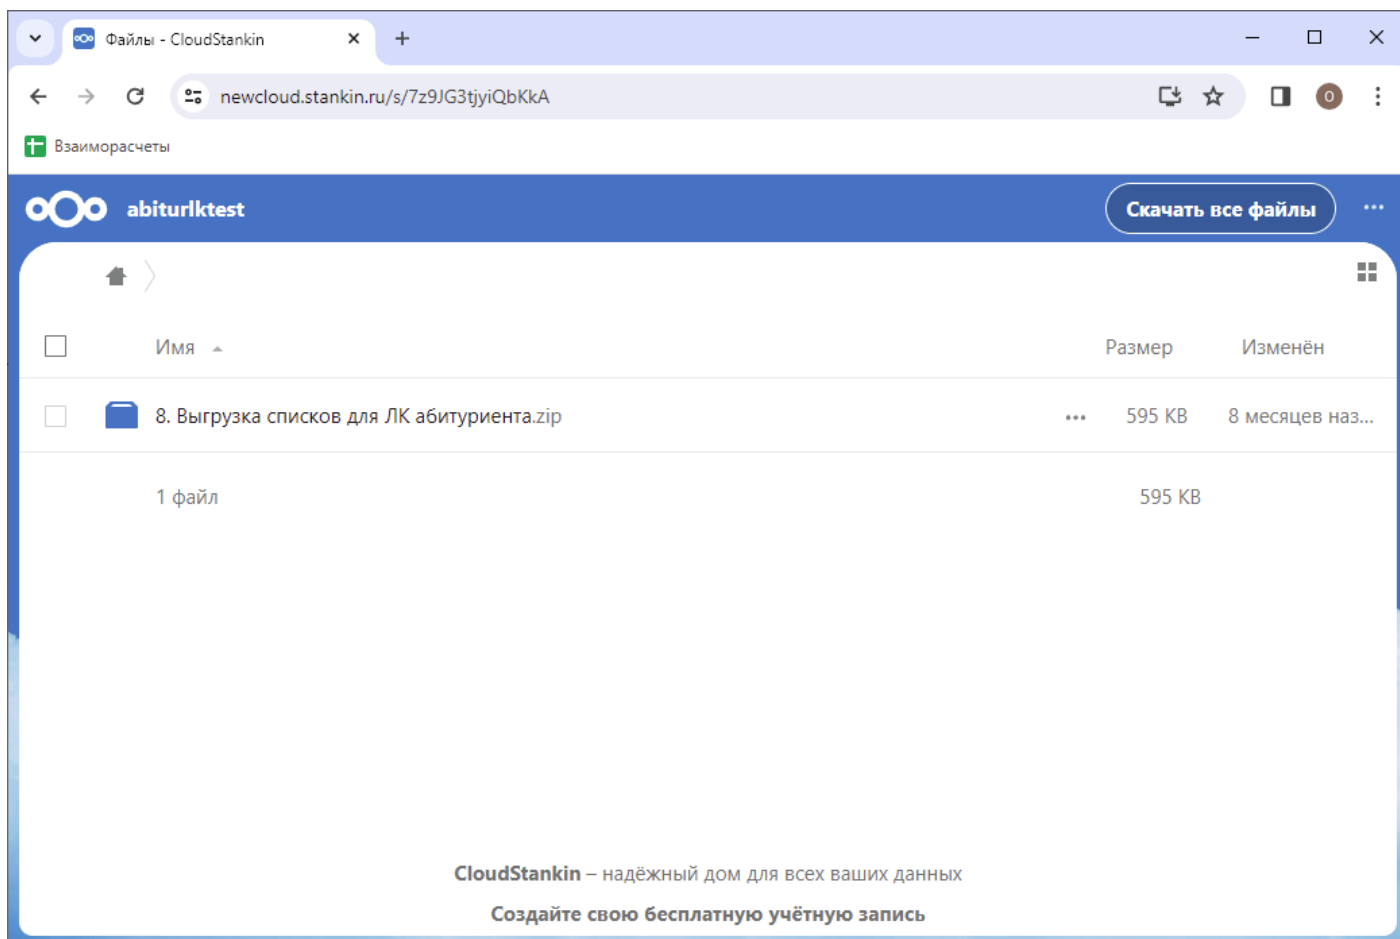 Файлы - CloudStankin
newcloud.stankin.ru/s/7z9JG3tjyiQbKkA
O
Взаиморасчеты
abiturlktest
Скачать все файлы
Имя Размер Изменён
8. Выгрузка списков для ЛК абитуриента.zip 595 KB 8 месяцев наз...
1 файл 595 KB
CloudStankin – надёжный дом для всех ваших данных
Создайте свою бесплатную учётную запись